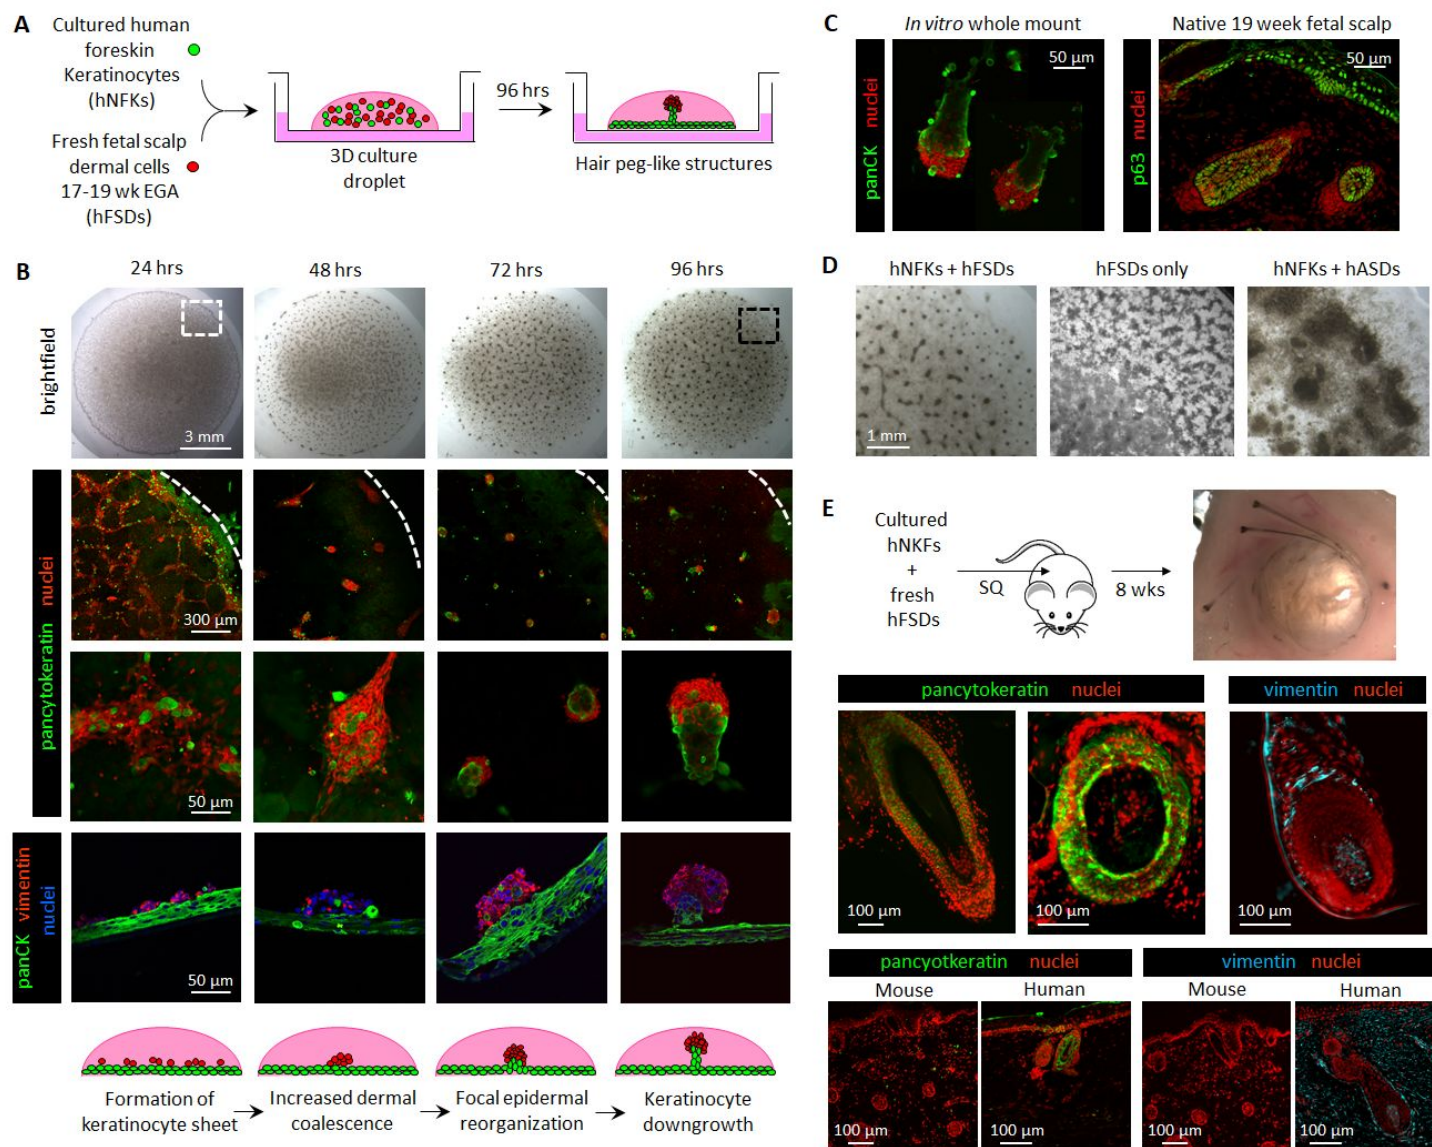 A
Cultured human
foreskin
Keratinocytes
(hNFKs)
Fresh fetal scalp
dermal cells
17-19 wk EGA
(hFSDs)
3D culture
droplet
96 hrs
Hair peg-like structures
B
24 hrs
48 hrs
72 hrs
96 hrs
brightfield
3 mm
pancytokeratin nuclei
300 µm
50 µm
panCK vimentin
nuclei
50 µm
Formation of
keratinocyte sheet
Increased dermal
coalescence
Focal epidermal
reorganization
Keratinocyte
downgrowth
C
In vitro whole mount
Native 19 week fetal scalp
panCK nuclei
50 µm
p63 nuclei
50 µm
D
hNFKs + hFSDs
hFSDs only
hNFKs + hASDs
1 mm
E
Cultured
hNKFs
+
fresh
hFSDs
SQ
8 wks
pancytokeratin nuclei
vimentin nuclei
100 µm
100 µm
100 µm
pancyotkeratin nuclei
vimentin nuclei
Mouse
Human
Mouse
Human
100 µm
100 µm
100 µm
100 µm